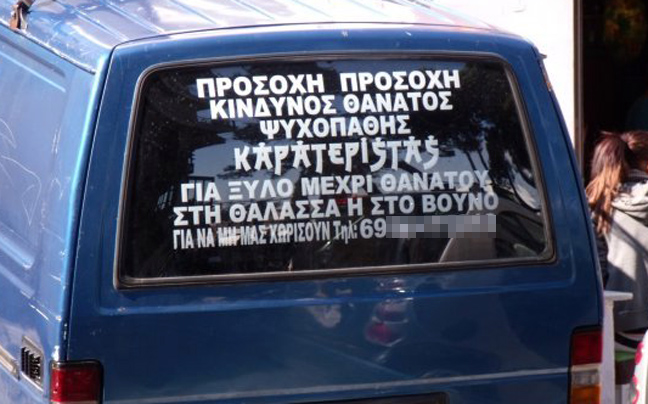 ΠΡΟΣΟΧΗ ΠΡΟΣΟΧΗ
ΚΙΝΔΥΝΟΣ ΘΑΝΑΤΟΣ
ΨΥΧΟΠΑΘΗΣ
ΚΑΡΑΤΕΡΙΣΤΑΣ
ΓΙΑ ΞΥΛΟ ΜΕΧΡΙ ΘΑΝΑΤΟΥ
ΣΤΗ ΘΑΛΑΣΣΑ Η ΣΤΟ ΒΟΥΝΟ
ΓΙΑ ΝΑ ΜΗ ΜΑΣ ΧΩΡΙΣΟΥΝ Τηλ: 69